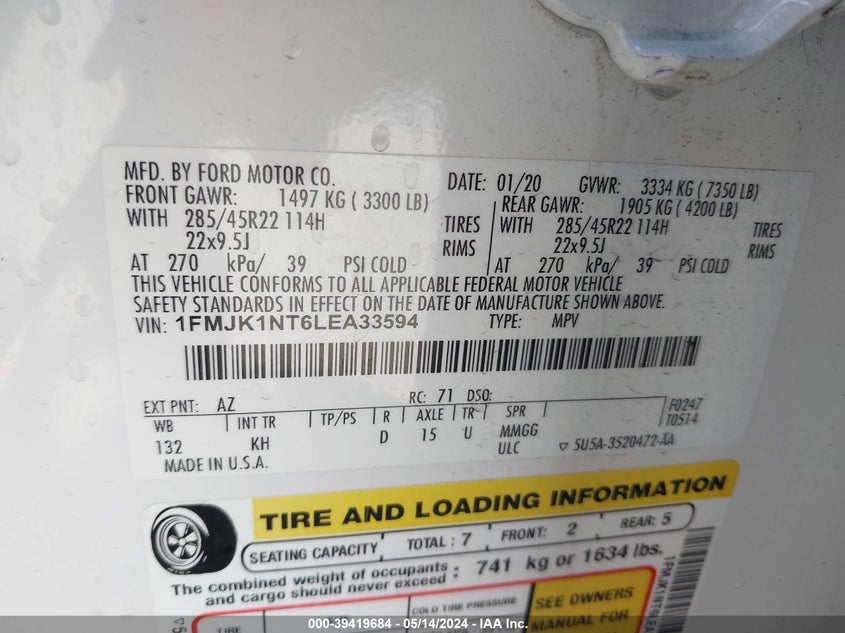 MFD. BY FORD MOTOR CO.
DATE: 01/20 GVWR: 3334 KG ( 7350 LB)
FRONT GAWR: 1497 KG ( 3300 LB)
REAR GAWR: 1905 KG ( 4200 LB)
WITH 285/45R22 114H TIRES
WITH 285/45R22 114H TIRES
22x9.5J RIMS
22x9.5J RIMS
AT 270 kPa/ 39 PSI COLD
AT 270 kPa/ 39 PSI COLD
THIS VEHICLE CONFORMS TO ALL APPLICABLE FEDERAL MOTOR VEHICLE
SAFETY STANDARDS IN EFFECT ON THE DATE OF MANUFACTURE SHOWN ABOVE.
VIN: 1FMJK1NT6LEA33594 TYPE: MPV
EXT PNT: AZ RC: 71 DSO: F0247
WB INT TR TP/PS R AXLE TR SPR T0514
132 KH D 15 U MMGG
ULC 5U5A-3520472-AA
MADE IN U.S.A.
TIRE AND LOADING INFORMATION
SEATING CAPACITY TOTAL : 7 FRONT: 2 REAR: 5
The combined weight of occupants
and cargo should never exceed : 741 kg or 1634 lbs.
TIRE
COLD TIRE PRESSURE
SEE OWNERS
MANUAL FOR
000-39419684 - 05/14/2024 - IAA Inc.